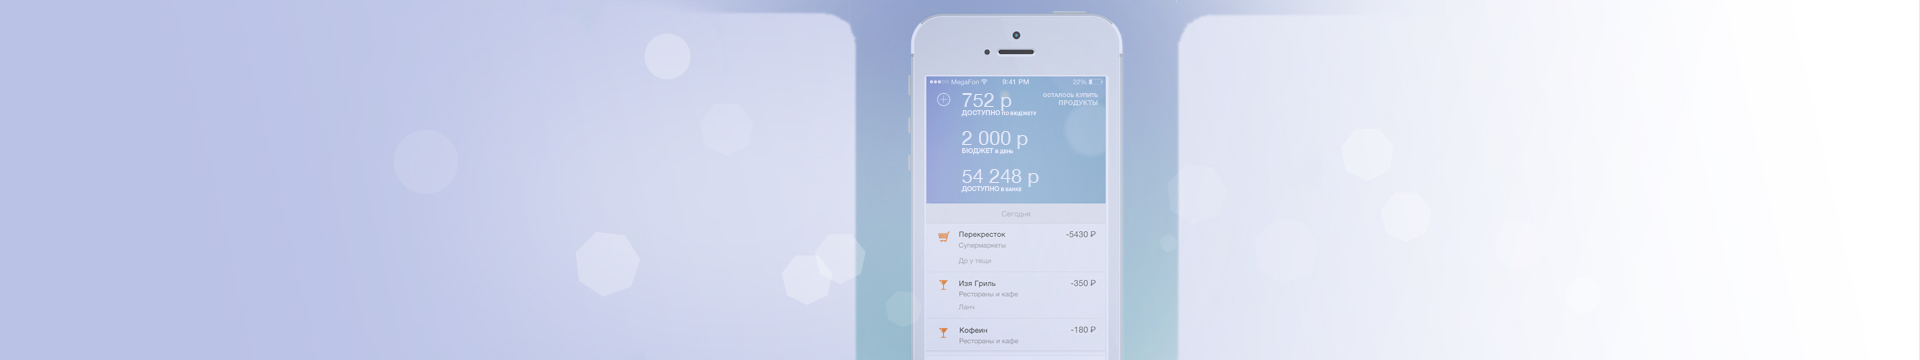 MegaFon 9:41 PM 22%
752 р
ДОСТУПНО ПО БЮДЖЕТУ
ОСТАЛОСЬ КУПИТЬ
ПРОДУКТЫ
2 000 р
БЮДЖЕТ В ДЕНЬ
54 248 р
ДОСТУПНО В БАНКЕ
Сегодня
Перекресток -5430 ₽
Супермаркеты
До у тещи
Изя Гриль -350 ₽
Рестораны и кафе
Ланч
Кофеин -180 ₽
Рестораны и кафе